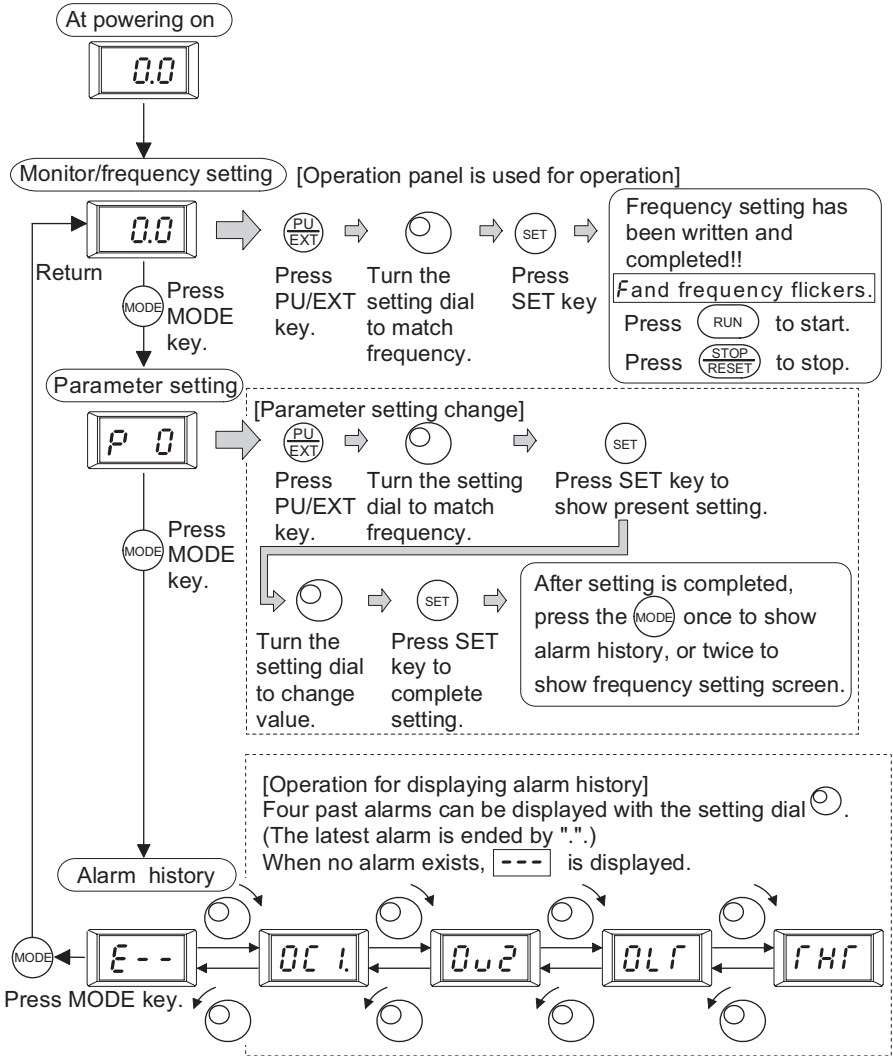 At powering on
0.0
Monitor/frequency setting
[Operation panel is used for operation]
0.0
Return
MODE
Press
MODE
key.
PU
EXT
Press
PU/EXT
key.
Turn the
setting dial
to match
frequency.
SET
Press
SET key
Frequency setting has
been written and
completed!!
F and frequency flickers.
Press RUN to start.
Press STOP
RESET to stop.
Parameter setting
P 0
MODE
Press
MODE
key.
[Parameter setting change]
PU
EXT
Press
PU/EXT
key.
Turn the setting
dial to match
frequency.
SET
Press SET key to
show present setting.
Turn the
setting dial
to change
value.
SET
Press SET
key to
complete
setting.
After setting is completed,
press the MODE once to show
alarm history, or twice to
show frequency setting screen.
[Operation for displaying alarm history]
Four past alarms can be displayed with the setting dial .
(The latest alarm is ended by ".".)
When no alarm exists, --- is displayed.
Alarm history
MODE
Press MODE key.
E--
OC1.
Ov2
OLT
THT